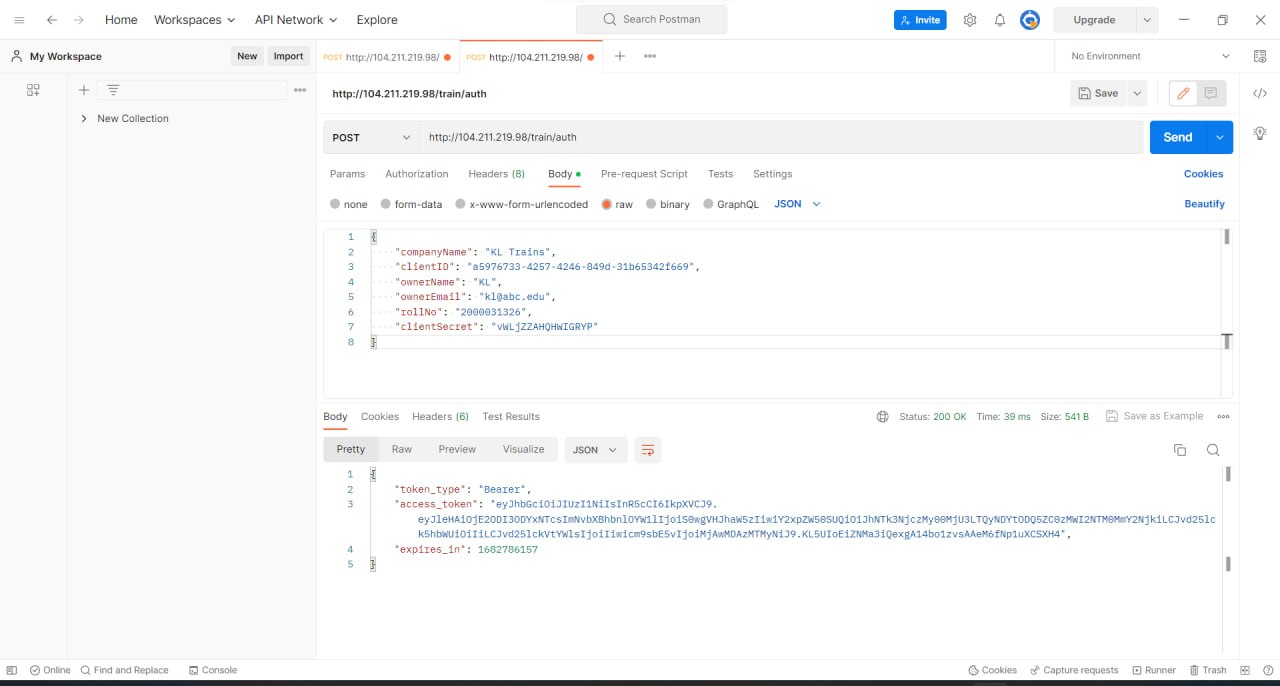 Home Workspaces API Network Explore Search Postman Invite Upgrade
My Workspace New Import POST http://104.211.219.98/ POST http://104.211.219.98/ No Environment
http://104.211.219.98/train/auth Save
New Collection
POST http://104.211.219.98/train/auth Send
Params Authorization Headers (8) Body Pre-request Script Tests Settings Cookies
none form-data x-www-form-urlencoded raw binary GraphQL JSON Beautify
1 {
2 "companyName": "KL Trains",
3 "clientID": "a5976733-4257-4246-849d-31b65342f669",
4 "ownerName": "KL",
5 "ownerEmail": "kl@abc.edu",
6 "rollNo": "2000031326",
7 "clientSecret": "vWLjZZAHQHWIGRYP"
8 }
Body Cookies Headers (6) Test Results Status: 200 OK Time: 39 ms Size: 541 B Save as Example
Pretty Raw Preview Visualize JSON
1 {
2 "token_type": "Bearer",
3 "access_token": "eyJhbGciOiJIUzI1NiIsInR5cCI6IkpXVCJ9.
eyJleHAiOjE2ODI3ODYxNTcsImNvbXBhbnlOYW1lIjoiS0wgVHJhaW5zIiwiY2xpZW50SUQiOiJhNTk3NjczMy00MjU3LTQyNDYtODQ5ZC0zMWI2NTM0MmY2NjkiLCJvd25lc
k5hbWUiOiIiLCJvd25lckVtYWlsIjoiIiwicm9sbE5vIjoiMjAwMDAzMTMyNiJ9.KL5UIoEiZNMa3iQexgA14bo1zvsAAeM6fNp1uXCSXH4",
4 "expires_in": 1682786157
5 }
Online Find and Replace Console Cookies Capture requests Runner Trash